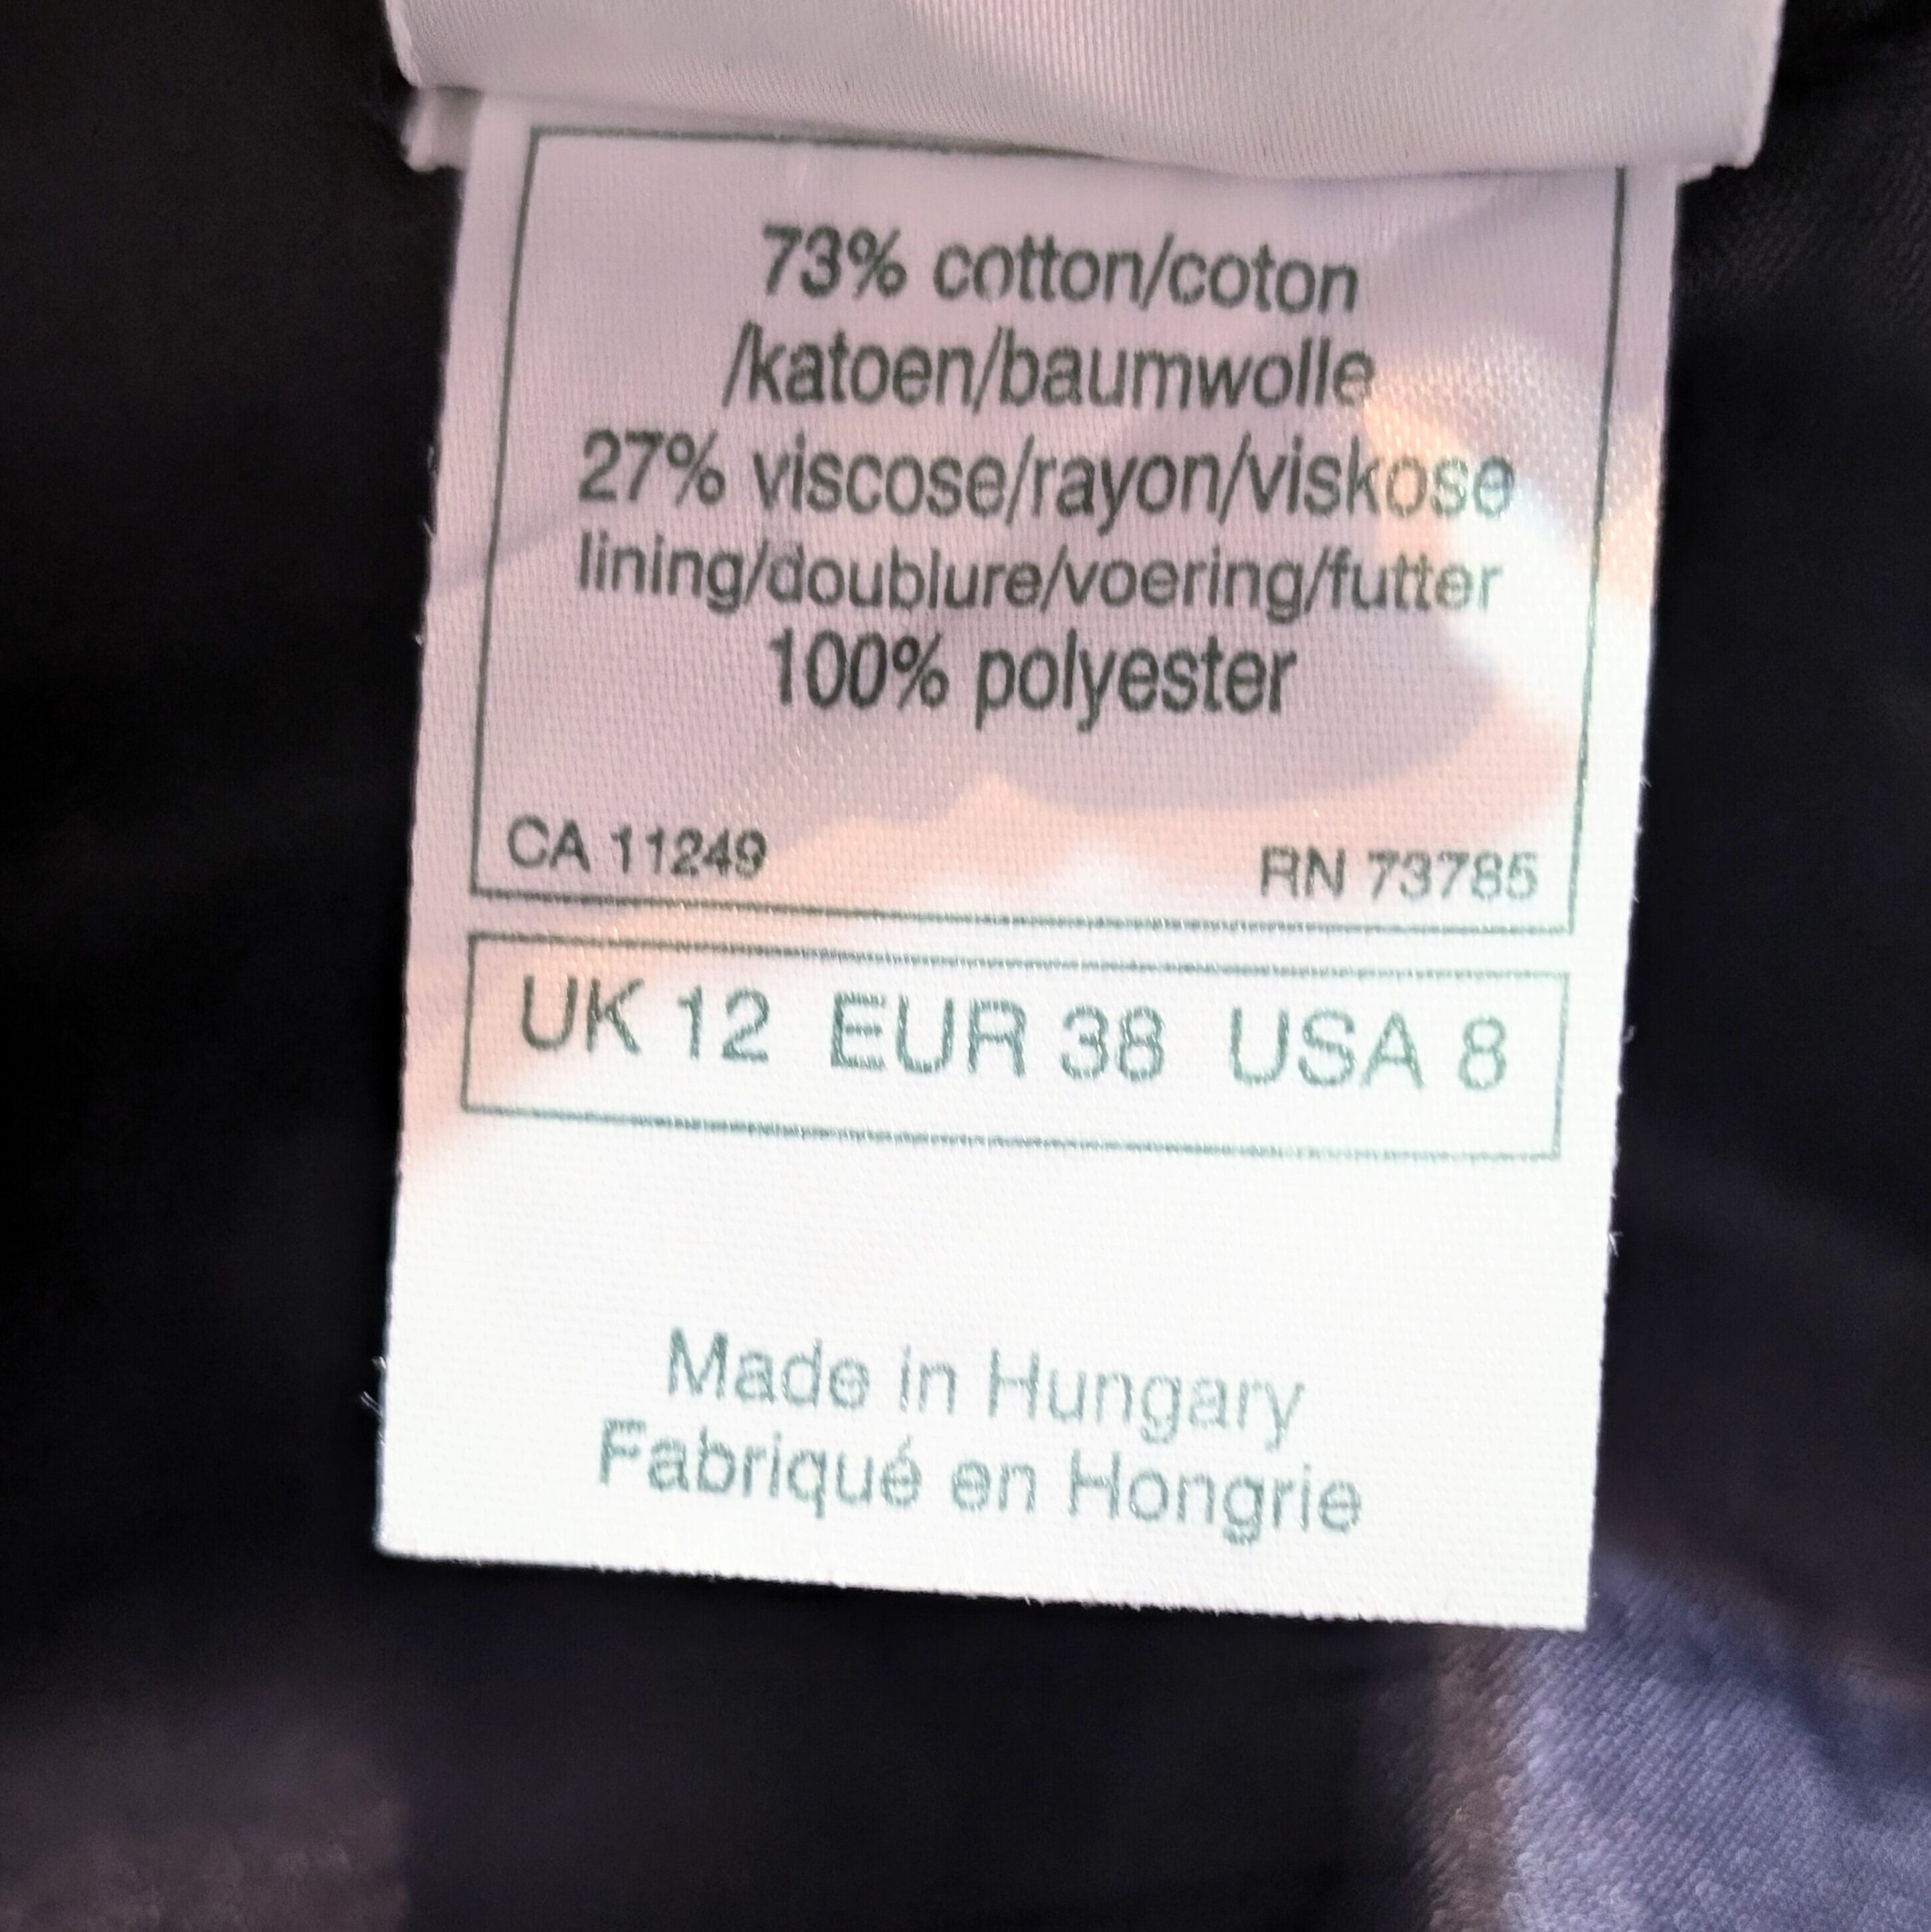 73% cotton/coton
/katoen/baumwolle
27% viscose/rayon/viskose
lining/doublure/voering/futter
100% polyester
CA 11249 RN 73785
UK 12 EUR 38 USA 8
Made in Hungary
Fabriqué en Hongrie